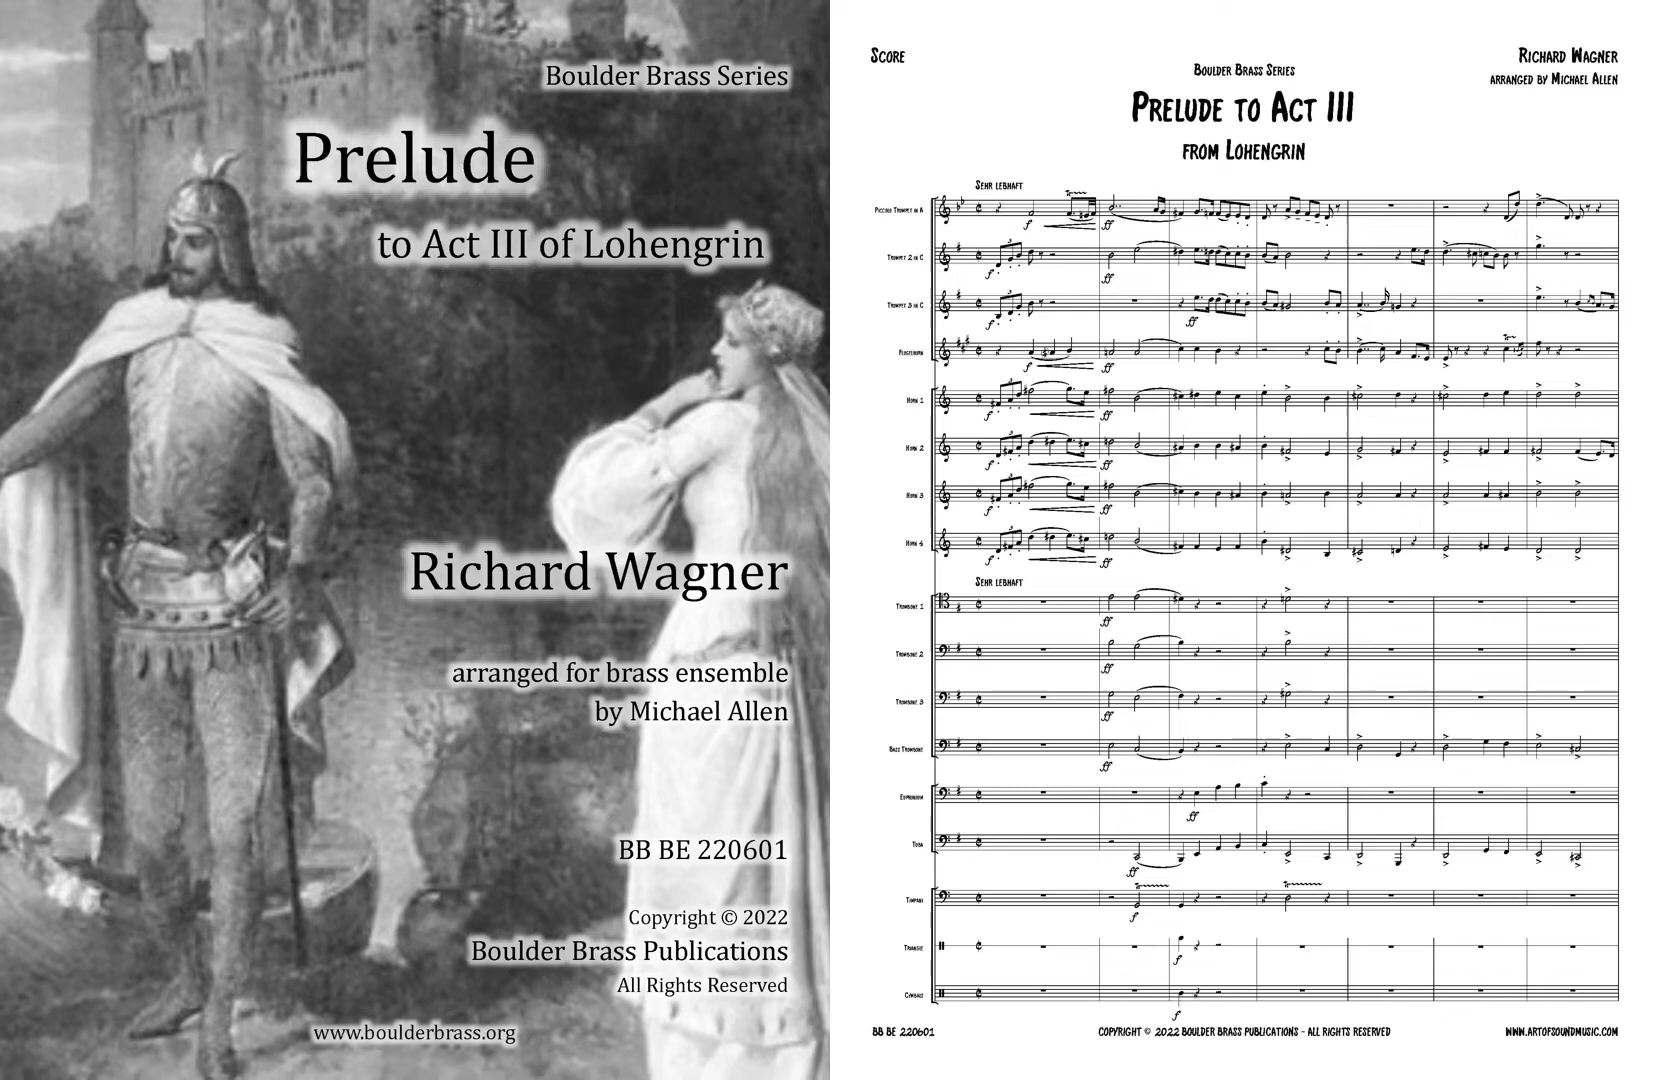 Boulder Brass Series
Prelude
to Act III of Lohengrin
Richard Wagner
arranged for brass ensemble
by Michael Allen
BB BE 220601
Copyright © 2022
Boulder Brass Publications
All Rights Reserved
www.boulderbrass.org
Score
Richard Wagner
Boulder Brass Series
arranged by Michael Allen
Prelude to Act III
from Lohengrin
Sehr lebhaft
Piccolo Trumpet in A
Trumpet 2 in C
Trumpet 3 in C
Flugelhorn
Horn 1
Horn 2
Horn 3
Horn 4
Sehr lebhaft
Trombone 1
Trombone 2
Trombone 3
Bass Trombone
Euphonium
Tuba
Timpani
Triangle
Cymbals
BB BE 220601
Copyright © 2022 Boulder Brass Publications - All Rights Reserved
www.artofsoundmusic.com